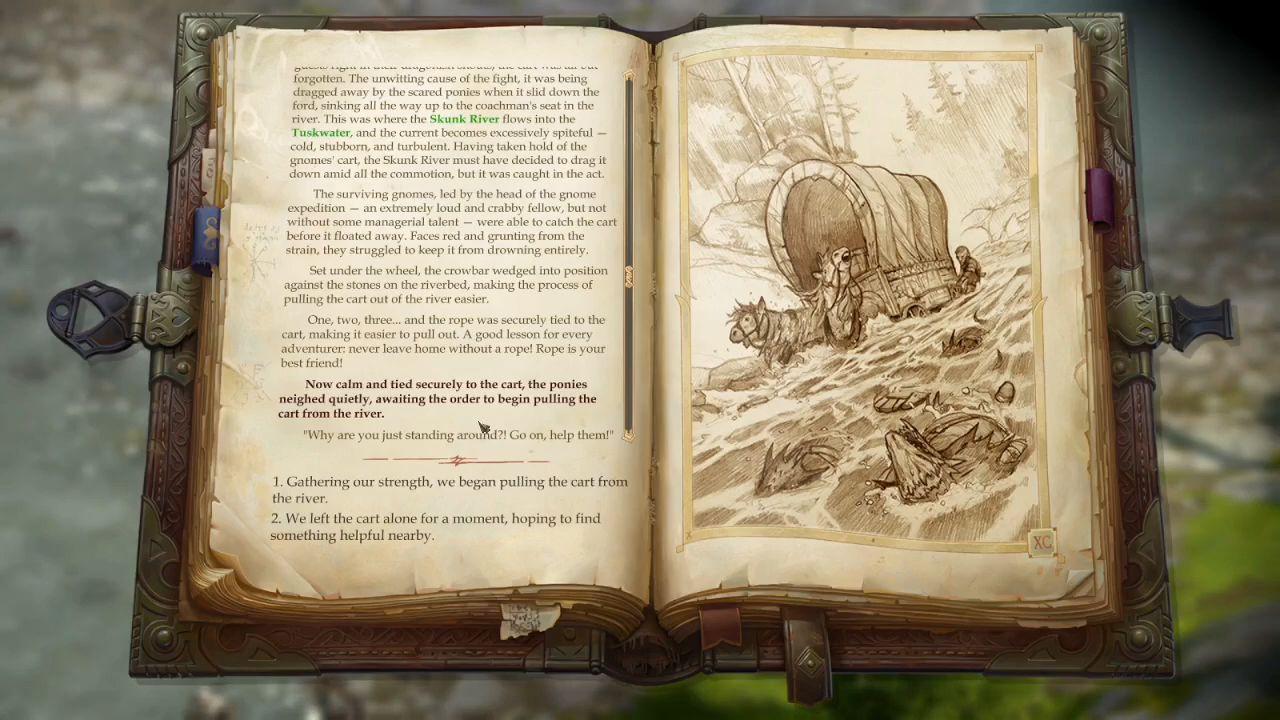 forgotten. The unwitting cause of the fight, it was being
dragged away by the scared ponies when it slid down the
ford, sinking all the way up to the coachman's seat in the
river. This was where the Skunk River flows into the
Tuskwater, and the current becomes excessively spiteful —
cold, stubborn, and turbulent. Having taken hold of the
gnomes' cart, the Skunk River must have decided to drag it
down amid all the commotion, but it was caught in the act.
The surviving gnomes, led by the head of the gnome
expedition — an extremely loud and crabby fellow, but not
without some managerial talent — were able to catch the cart
before it floated away. Faces red and grunting from the
strain, they struggled to keep it from drowning entirely.
Set under the wheel, the crowbar wedged into position
against the stones on the riverbed, making the process of
pulling the cart out of the river easier.
One, two, three... and the rope was securely tied to the
cart, making it easier to pull out. A good lesson for every
adventurer: never leave home without a rope! Rope is your
best friend!
Now calm and tied securely to the cart, the ponies
neighed quietly, awaiting the order to begin pulling the
cart from the river.
"Why are you just standing around?! Go on, help them!"
1. Gathering our strength, we began pulling the cart from
the river.
2. We left the cart alone for a moment, hoping to find
something helpful nearby.
XC